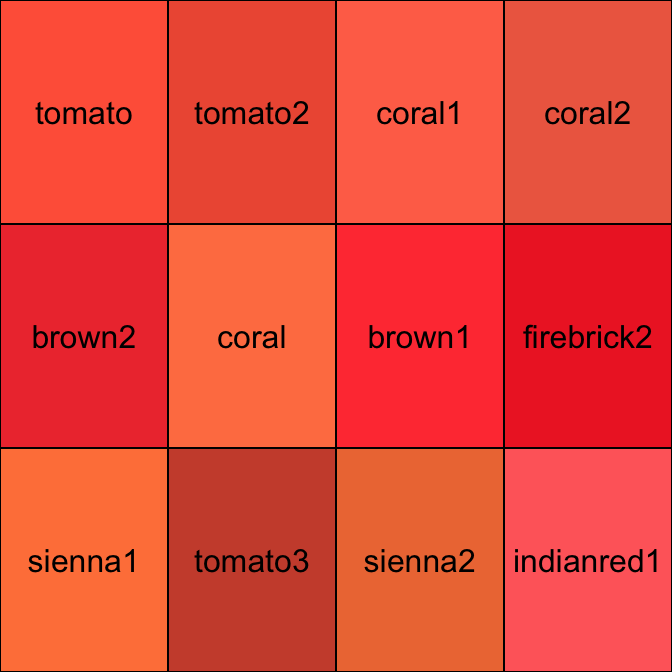 tomato tomato2 coral1 coral2
brown2 coral brown1 firebrick2
sienna1 tomato3 sienna2 indianred1